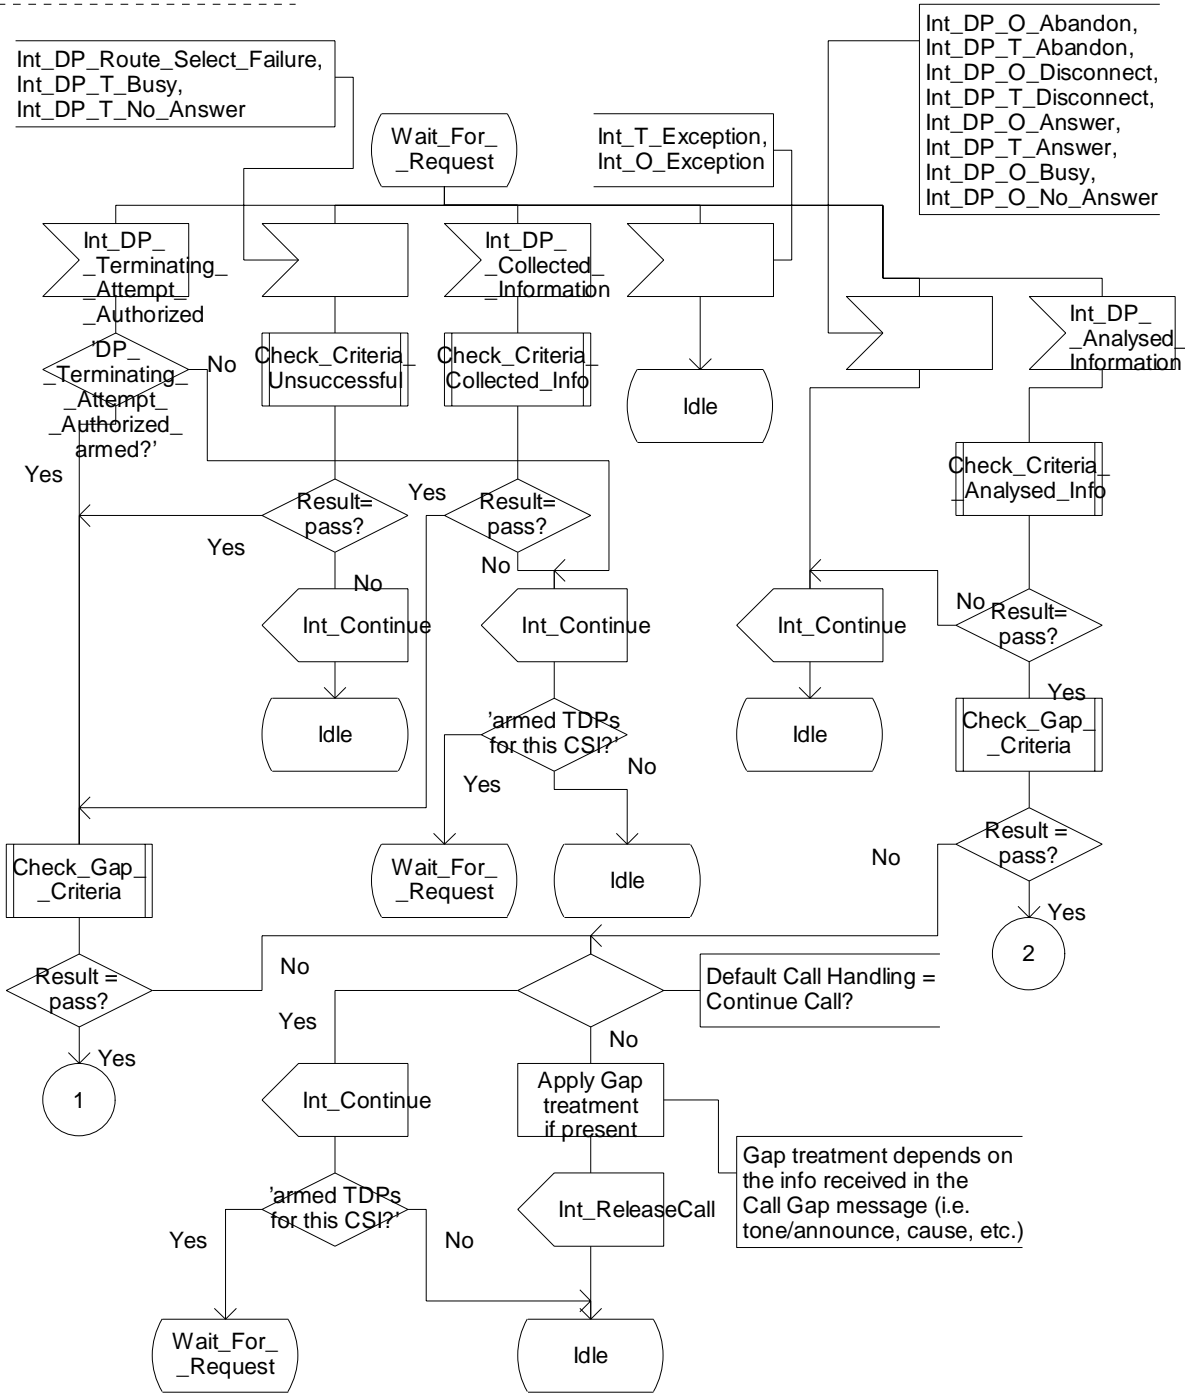 Int_DP_O_Abandon,
Int_DP_T_Abandon,
Int_DP_O_Disconnect,
Int_DP_T_Disconnect,
Int_DP_O_Answer,
Int_DP_T_Answer,
Int_DP_O_Busy,
Int_DP_O_No_Answer
Int_DP_Route_Select_Failure,
Int_DP_T_Busy,
Int_DP_T_No_Answer
Wait_For_
_Request
Int_T_Exception,
Int_O_Exception
Int_DP_
_Terminating_
_Attempt_
_Authorized
Int_DP_
_Collected_
_Information
Int_DP_
_Analysed_
Information
'DP_
_Terminating_
_Attempt_
_Authorized_
armed?'
No
Yes
Check_Criteria_
Unsuccessful
Check_Criteria_
Collected_Info
Idle
Check_Criteria_
_Analysed_Info
Result=
pass?
Yes
No
Yes
Result=
pass?
No
Int_Continue
Int_Continue
Int_Continue
No
Result=
pass?
Yes
Idle
'armed TDPs
for this CSI?'
Yes
No
Idle
Check_Gap_
_Criteria
Check_Gap_
_Criteria
Wait_For_
_Request
Idle
No
Result =
pass?
Yes
2
Result =
pass?
No
Yes
1
Default Call Handling =
Continue Call?
Yes
No
Int_Continue
Apply Gap
treatment
if present
Gap treatment depends on
the info received in the
Call Gap message (i.e.
tone/announce, cause, etc.)
'armed TDPs
for this CSI?'
Yes
No
Int_ReleaseCall
Wait_For_
_Request
Idle